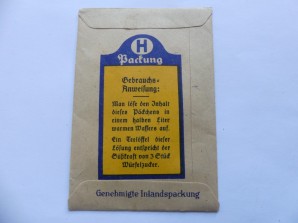 H
Packung
Gebrauchs-
Anweisung:
Man löse den Inhalt
dieses Päckchens in
einem halben Liter
warmen Wassers auf.
Ein Teelöffel dieser
Lösung entspricht der
Süßkraft von 3 Stück
Würfelzucker.
Genehmigte Inlandspackung